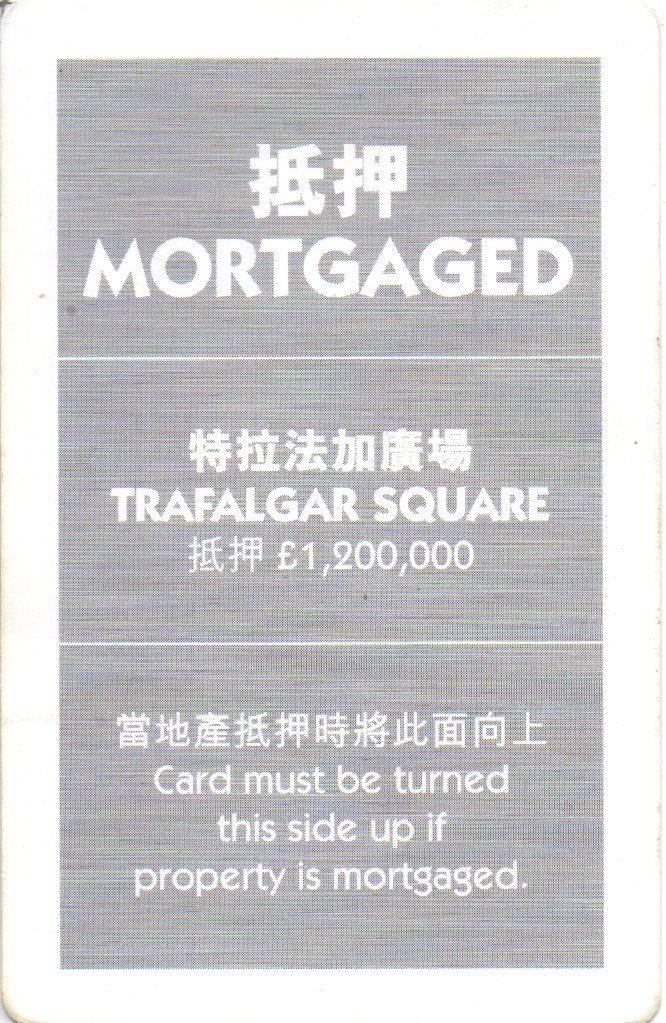 抵押
MORTGAGED
特拉法加廣場
TRAFALGAR SQUARE
抵押 £1,200,000
當地產抵押時將此面向上
Card must be turned
this side up if
property is mortgaged.